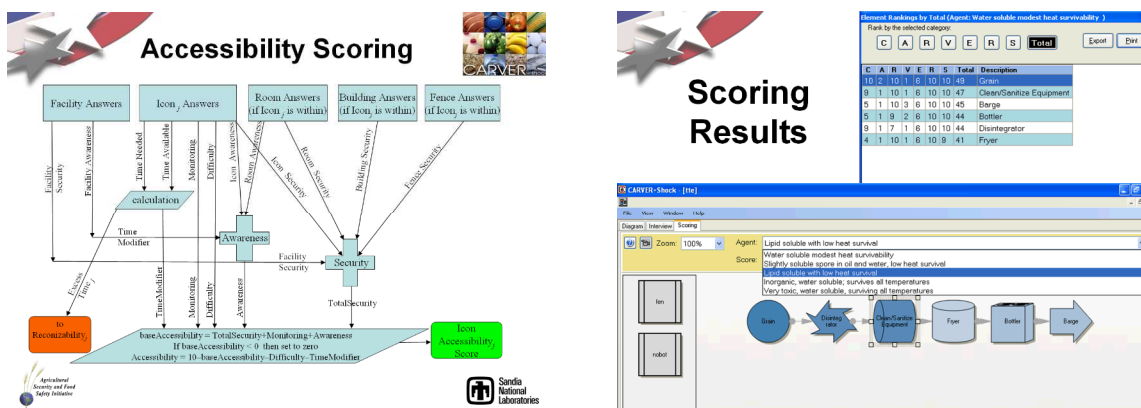 Accessibility Scoring
CARVER
Facility Answers
Icon j Answers
Room Answers
(if Icon j is within)
Building Answers
(if Icon j is within)
Fence Answers
(if Icon j is within)
Facility Security
Facility Awareness
Time Needed
Time Available
Monitoring
Difficulty
Icon Awareness
Room Awareness
Icon Security
Room Security
Building Security
Fence Security
calculation
Time
Modifier
Awareness
Facility
Security
Security
Excess Time j
TimeModifier
Monitoring
Difficulty
Awareness
TotalSecurity
to
Reconizability j
baseAccessibility = TotalSecurity+Monitoring+Awareness
If baseAccessibility < 0 then set to zero
Accessibility = 10-baseAccessibility-Difficulty-TimeModifier
Icon
Accessibility j
Score
Agricultural
Security and Food
Safety Initiative
Sandia
National
Laboratories
Scoring
Results
Element Rankings by Total (Agent: Water soluble modest heat survivability )
Rank by the selected category
C A R V E R S Total Export Print
C A R V E R S Total Description
10 2 10 1 6 10 10 49 Grain
9 1 10 1 6 10 10 47 Clean/Sanitize Equipment
5 1 10 3 6 10 10 45 Barge
5 1 9 2 6 10 10 44 Bottler
9 1 7 1 6 10 10 44 Disintegrator
4 1 10 1 6 10 9 41 Fryer
CARVER+Shock - [tte]
File View Window Help
Diagram Interview Scoring
Zoom: 100% Agent: Lipid soluble with low heat survival
Score:
Water soluble modest heat survivability
Slightly soluble spore in oil and water, low heat survival
Lipid soluble with low heat survival
Inorganic, water soluble; survives all temperatures
Very toxic, water soluble, surviving all temperatures
Grain
Disinteg
rator
Clean/Sanitize
Equipment
Fryer
Bottler
Barge